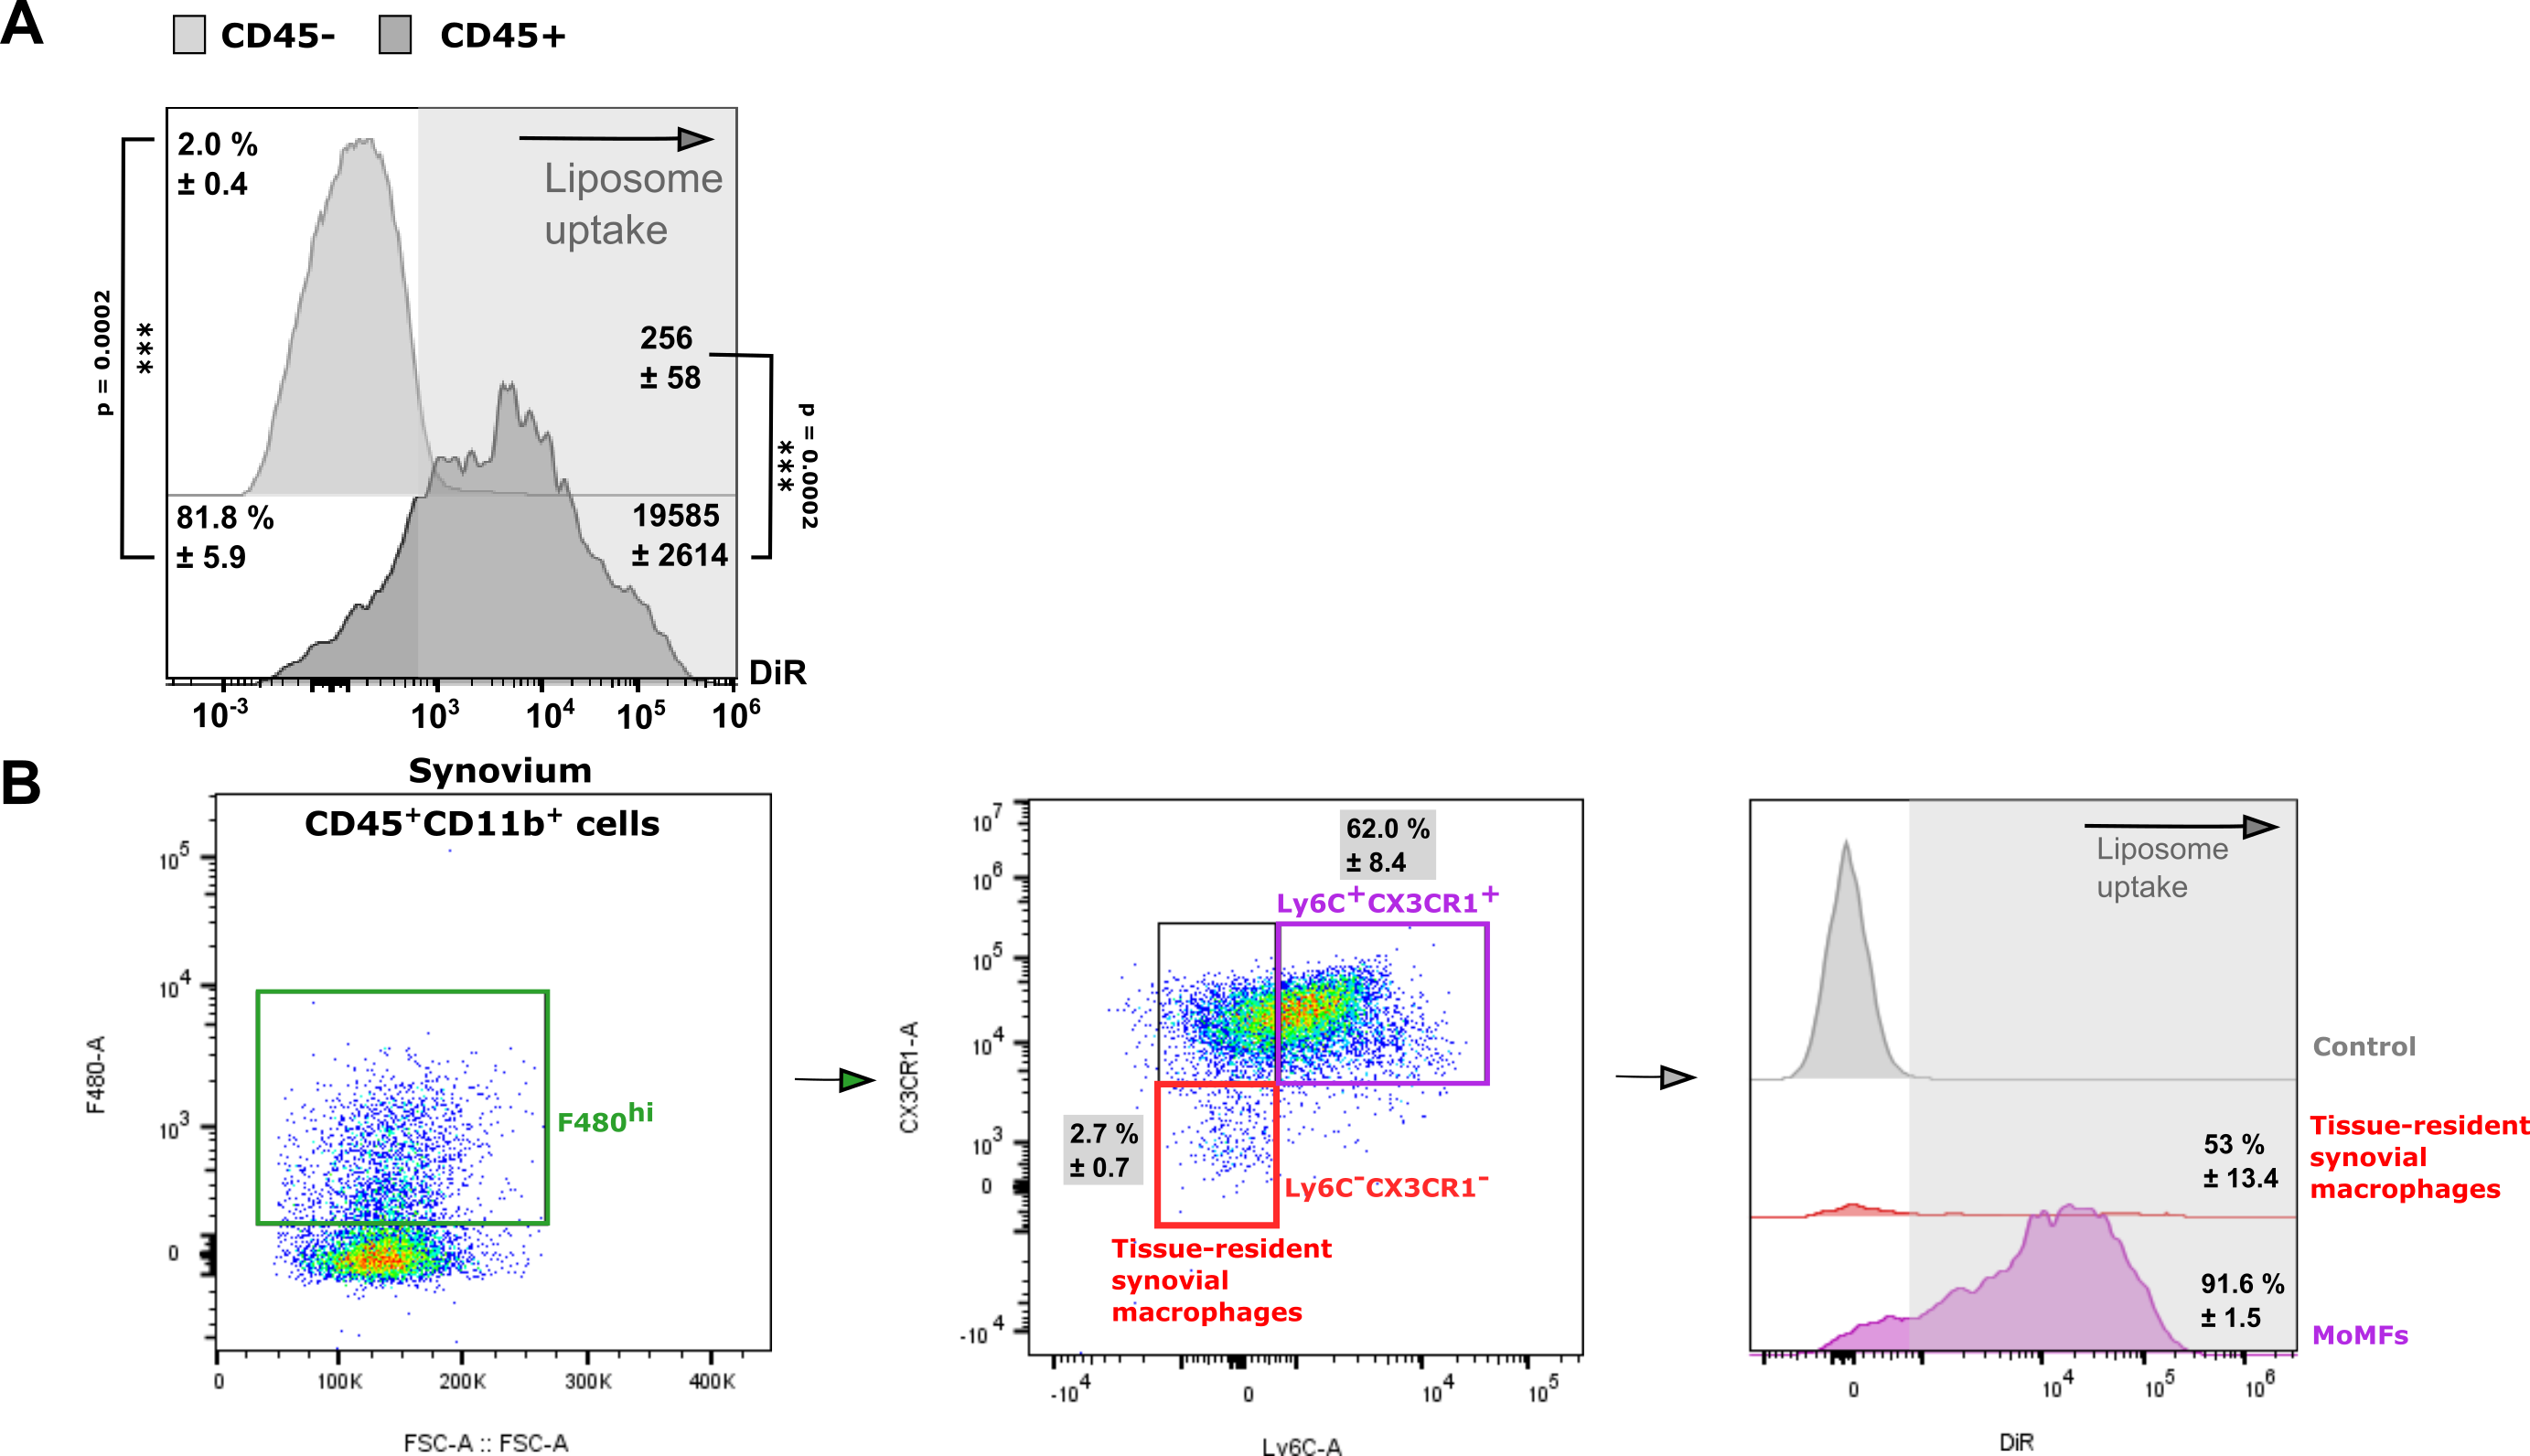 A
CD45-
CD45+
2.0 %
± 0.4
Liposome
uptake
256
± 58
p = 0.0002
***
81.8 %
± 5.9
19585
± 2614
p = 0.0002
***
DiR
10-3
103
104
105
106
B
Synovium
CD45+CD11b+ cells
105
104
103
0
F480-A
F480hi
0
100K
200K
300K
400K
FSC-A :: FSC-A
107
106
105
104
103
0
-104
CX3CR1-A
62.0 %
± 8.4
Ly6C+CX3CR1+
2.7 %
± 0.7
Ly6C-CX3CR1-
Tissue-resident
synovial
macrophages
-104
0
104
105
Ly6C-A
Liposome
uptake
Control
53 %
± 13.4
Tissue-resident
synovial
macrophages
91.6 %
± 1.5
MoMFs
0
104
105
106
DiR